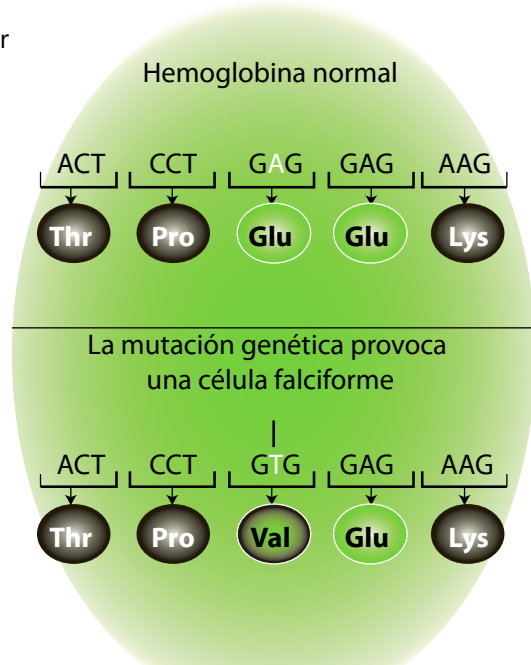 r
Hemoglobina normal
ACT CCT GAG GAG AAG
Thr Pro Glu Glu Lys
La mutación genética provoca
una célula falciforme
ACT CCT GTG GAG AAG
Thr Pro Val Glu Lys